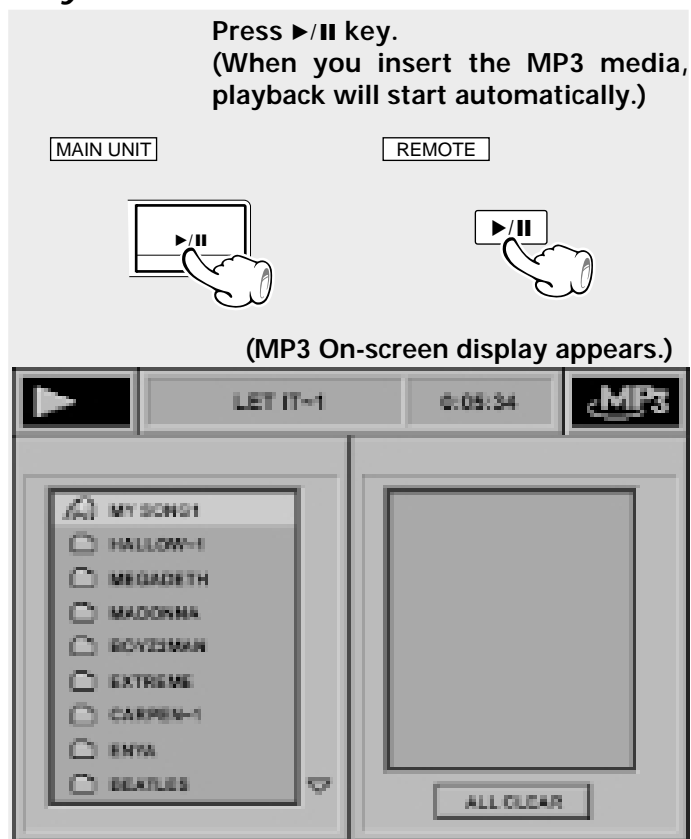 Press ►/II key.
(When you insert the MP3 media,
playback will start automatically.)
MAIN UNIT
REMOTE
►/II
►/II
(MP3 On-screen display appears.)
LET IT~1
0:05:34
MP3
MY SONG1
HALLOW~1
MEGADETH
MADONNA
BOYZ2MAN
EXTREME
CARPEN~1
ENYA
BEATLES
ALL CLEAR